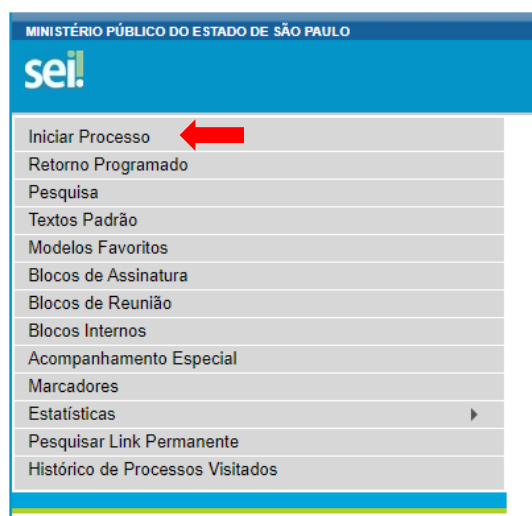 MINISTÉRIO PÚBLICO DO ESTADO DE SÃO PAULO
sei!
Iniciar Processo
Retorno Programado
Pesquisa
Textos Padrão
Modelos Favoritos
Blocos de Assinatura
Blocos de Reunião
Blocos Internos
Acompanhamento Especial
Marcadores
Estatísticas
Pesquisar Link Permanente
Histórico de Processos Visitados